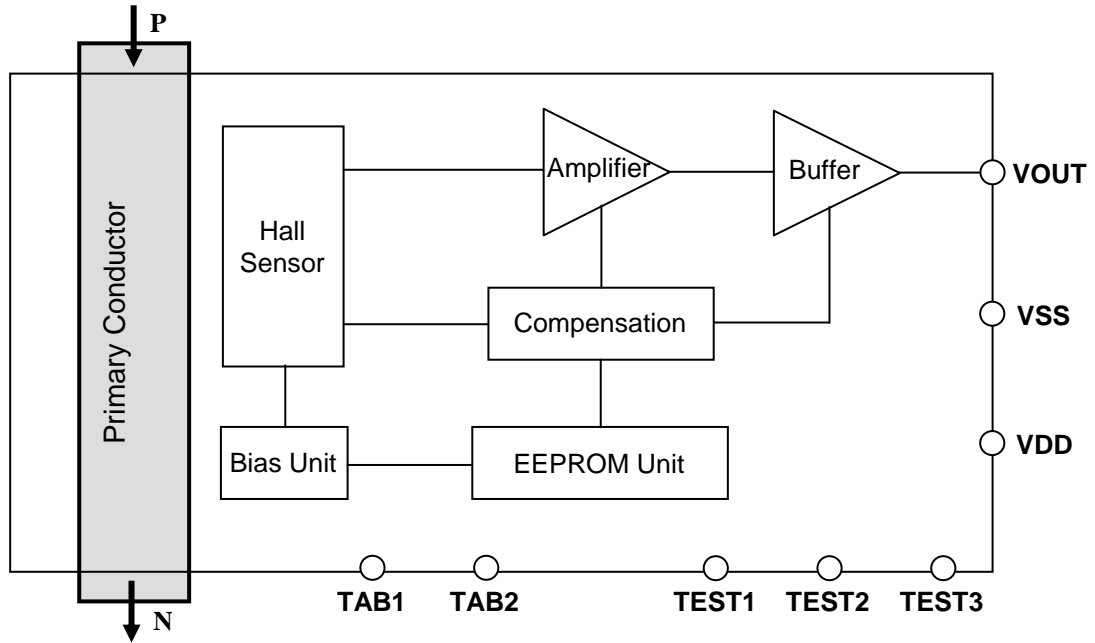 P
Primary Conductor
Hall
Sensor
Amplifier
Buffer
VOUT
Compensation
VSS
Bias Unit
EEPROM Unit
VDD
TAB1
TAB2
TEST1
TEST2
TEST3
N